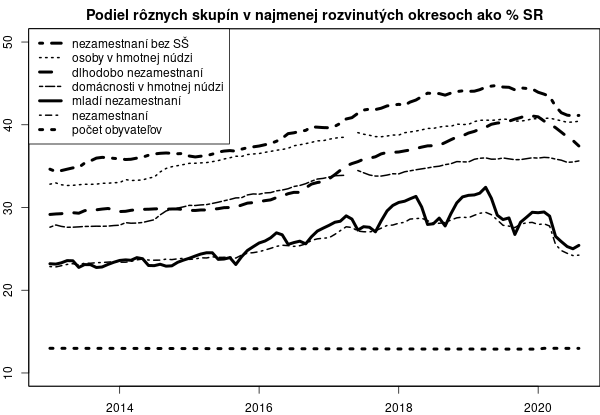 Podiel rôznych skupín v najmenej rozvinutých okresoch ako % SR
50
40
30
20
10
nezamestnaní bez SŠ
osoby v hmotnej núdzi
dlhodobo nezamestnaní
domácnosti v hmotnej núdzi
mladí nezamestnaní
nezamestnaní
počet obyvateľov
2014
2016
2018
2020